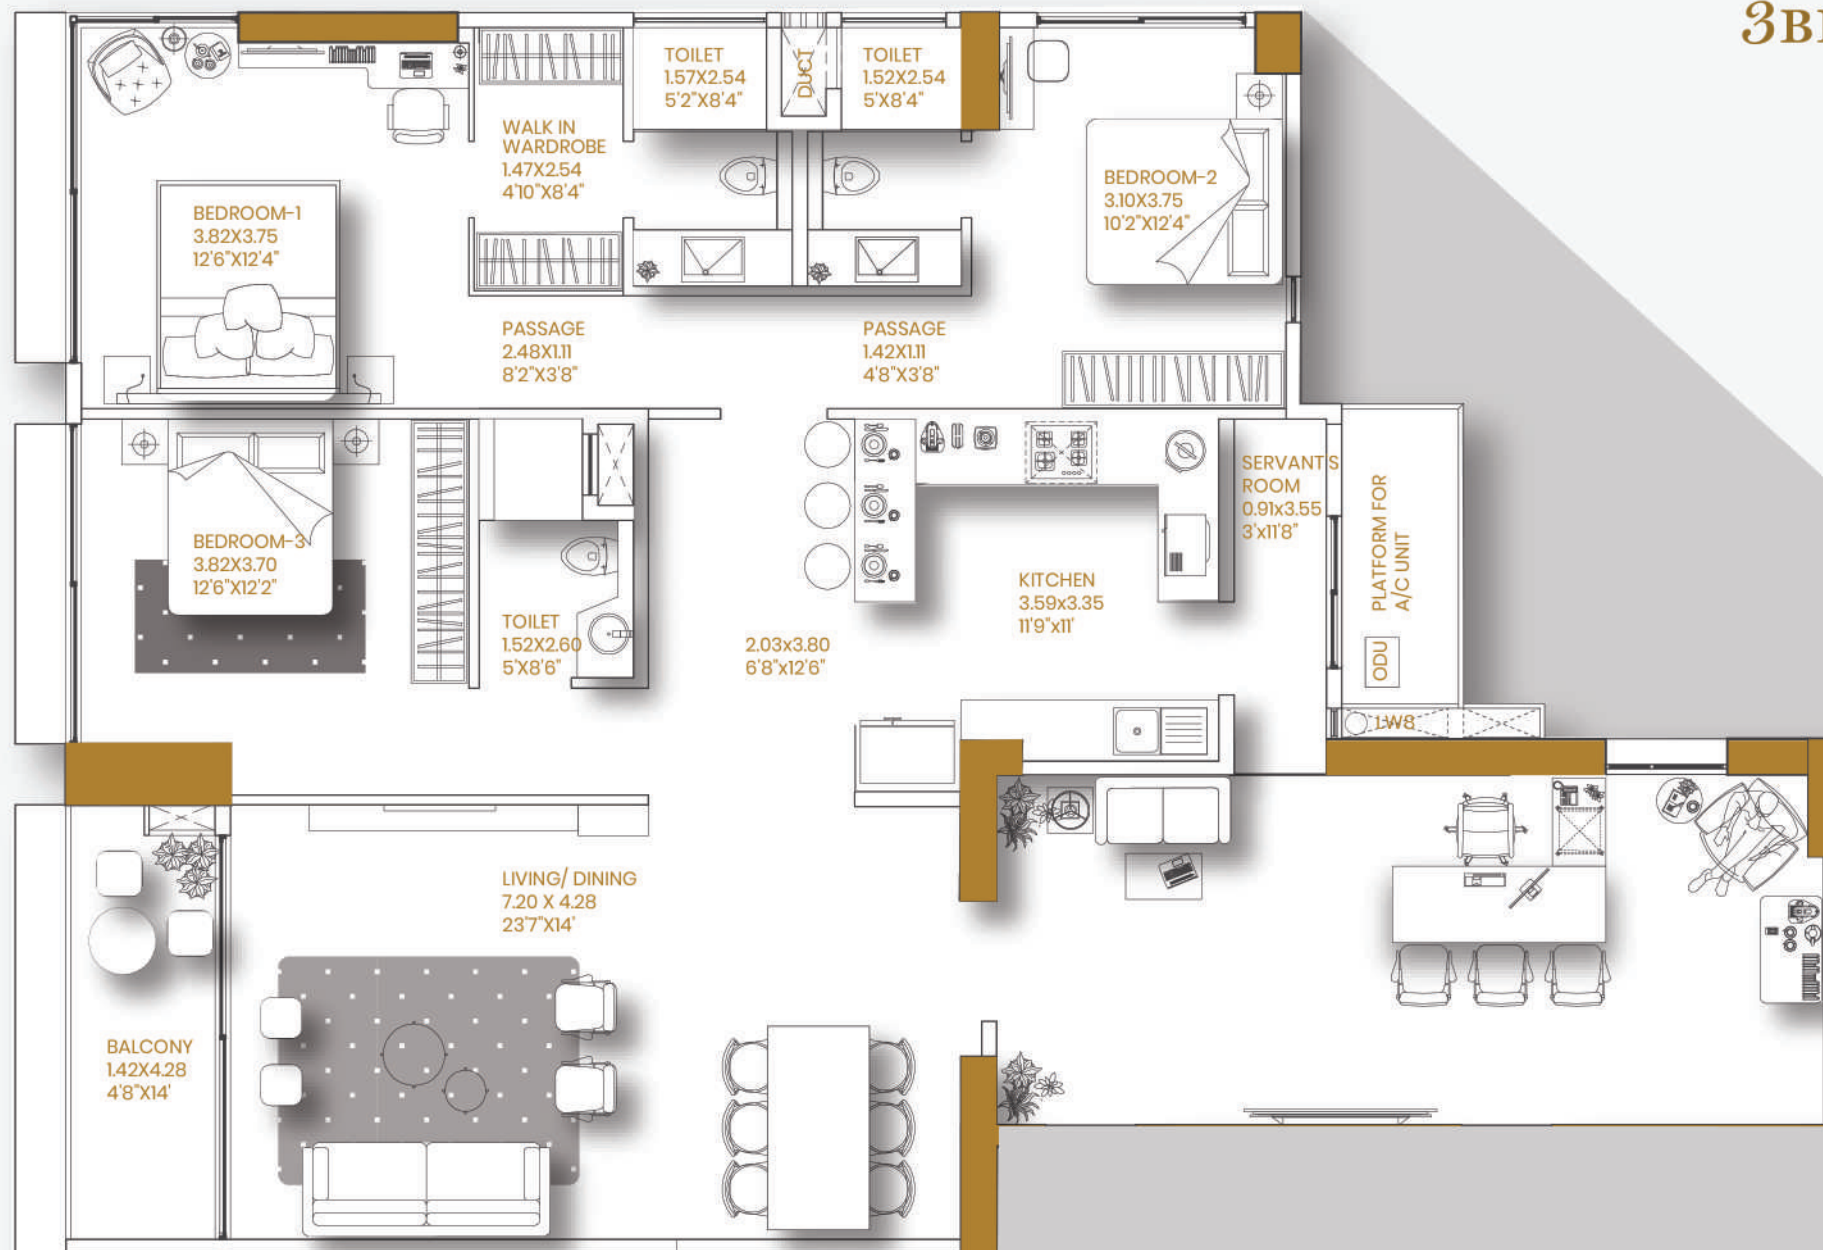 3B
TOILET
1.57X2.54
5'2"X8'4"
DUCT
TOILET
1.52X2.54
5'X8'4"
WALK IN
WARDROBE
1.47X2.54
4'10"X8'4"
BEDROOM-2
3.10X3.75
10'2"X12'4"
BEDROOM-1
3.82X3.75
12'6"X12'4"
PASSAGE
2.48X1.11
8'2"X3'8"
PASSAGE
1.42X1.11
4'8"X3'8"
SERVANT'S
ROOM
0.91x3.55
3'x11'8"
PLATFORM FOR
A/C UNIT
ODU
BEDROOM-3
3.82X3.70
12'6"X12'2"
KITCHEN
3.59x3.35
11'9"x11'
TOILET
1.52X2.60
5'X8'6"
2.03x3.80
6'8"x12'6"
LW8
LIVING/ DINING
7.20 X 4.28
23'7"X14'
BALCONY
1.42X4.28
4'8"X14'